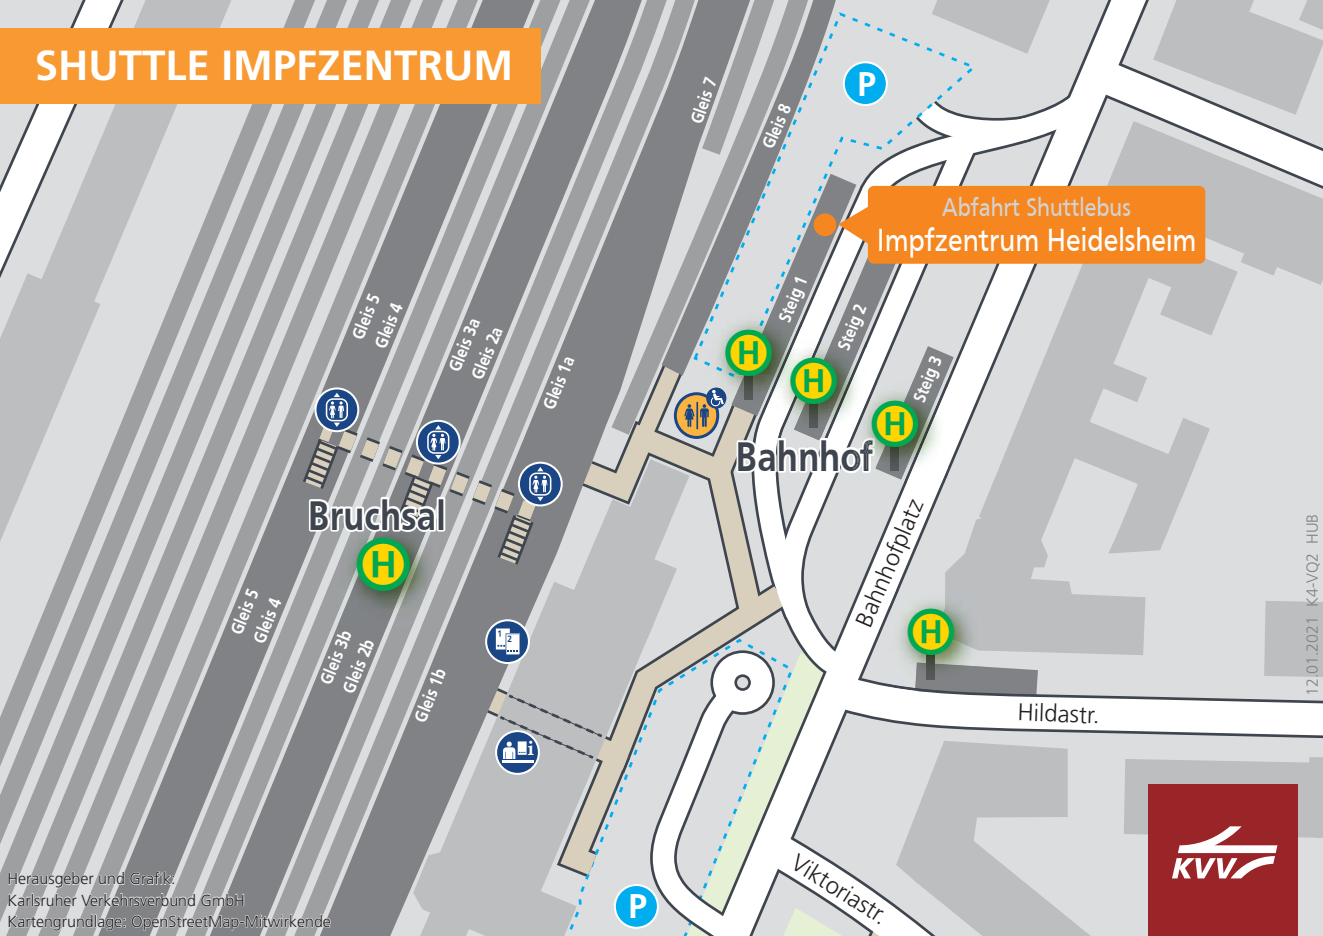 SHUTTLE IMPFZENTRUM
P
Gleis 7
Gleis 8
Abfahrt Shuttlebus
Impfzentrum Heidelsheim
Steig 1
Steig 2
Steig 3
Gleis 5
Gleis 4
Gleis 3a
Gleis 2a
Gleis 1a
H
H
H
Bahnhof
Bruchsal
H
Bahnhofplatz
Gleis 5
Gleis 4
Gleis 3b
Gleis 2b
Gleis 1b
1
2
i
H
Hildastr.
Viktoriastr.
P
12.01.2021 K4-VQ2 HUB
KVV
Herausgeber und Grafik:
Karlsruher Verkehrsverbund GmbH
Kartengrundlage: OpenStreetMap-Mitwirkende